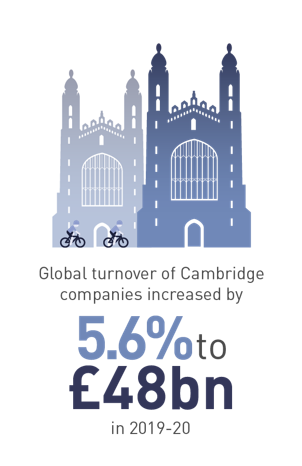 Global turnover of Cambridge
companies increased by
5.6% to
£48bn
in 2019-20